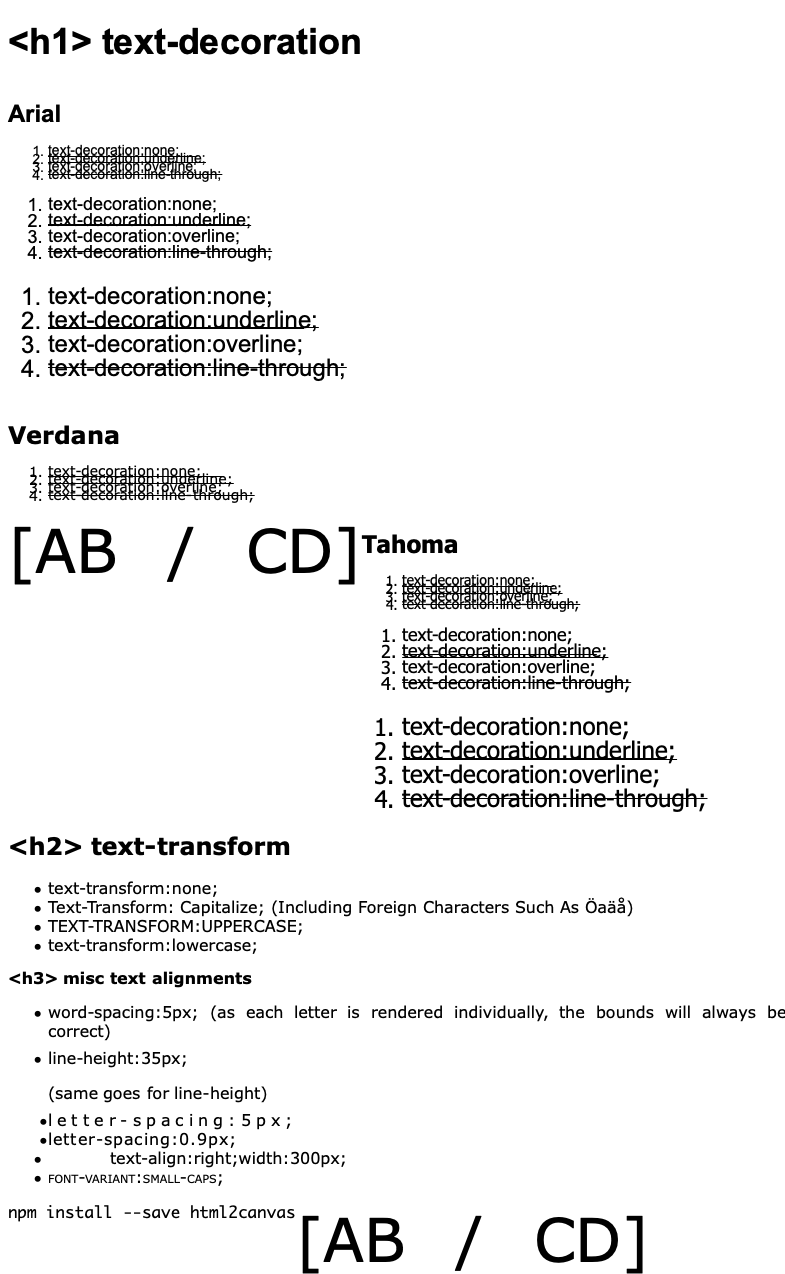 <h1> text-decoration
Arial
1. text-decoration:none;
2. text-decoration:underline;
3. text-decoration:overline;
4. text-decoration:line-through;
1. text-decoration:none;
2. text-decoration:underline;
3. text-decoration:overline;
4. text-decoration:line-through;
1. text-decoration:none;
2. text-decoration:underline;
3. text-decoration:overline;
4. text-decoration:line-through;
Verdana
1. text-decoration:none;
2. text-decoration:underline;
3. text-decoration:overline;
4. text-decoration:line-through;
[AB / CD]
Tahoma
1. text-decoration:none;
2. text-decoration:underline;
3. text-decoration:overline;
4. text-decoration:line-through;
1. text-decoration:none;
2. text-decoration:underline;
3. text-decoration:overline;
4. text-decoration:line-through;
1. text-decoration:none;
2. text-decoration:underline;
3. text-decoration:overline;
4. text-decoration:line-through;
<h2> text-transform
• text-transform:none;
• Text-Transform: Capitalize; (Including Foreign Characters Such As Öaäå)
• TEXT-TRANSFORM:UPPERCASE;
• text-transform:lowercase;
<h3> misc text alignments
• word-spacing:5px; (as each letter is rendered individually, the bounds will always be
correct)
• line-height:35px;
(same goes for line-height)
•letter-spacing:5px;
•letter-spacing:0.9px;
• text-align:right;width:300px;
• FONT-VARIANT:SMALL-CAPS;
npm install --save html2canvas
[AB / CD]